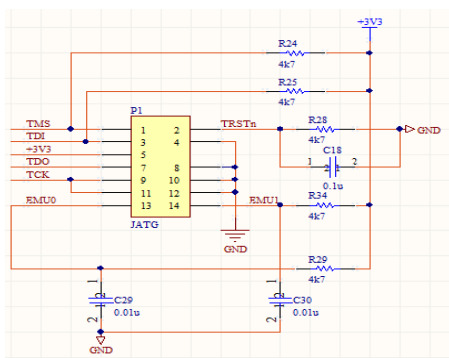 +3V3
R24
4k7
R25
4k7
P1
TMS
TRSTn
R28
1 2
4k7
GND
TDI
3 4
C18
+3V3
5
1 2
TDO
7 8
0.1u
TCK
9 10
11 12
R34
EMU0
13 14
EMU1
4k7
JATG
GND
R29
4k7
1
1
C29
C30
0.01u
0.01u
2
2
GND